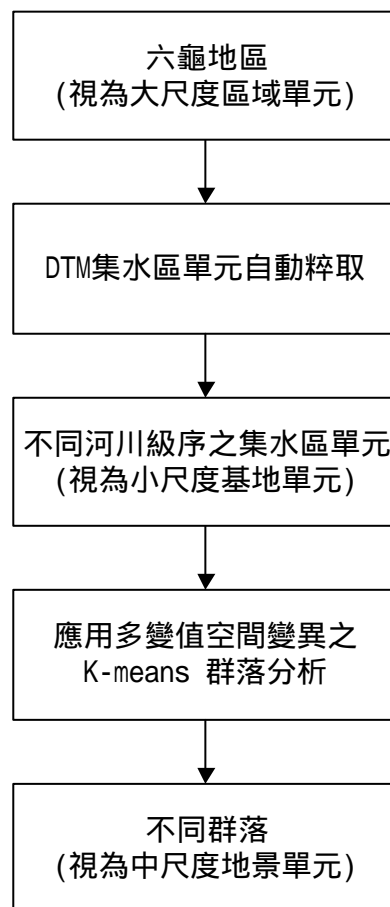 六龜地區
(視為大尺度區域單元)
DTM集水區單元自動粹取
不同河川級序之集水區單元
(視為小尺度基地單元)
應用多變值空間變異之
K-means 群落分析
不同群落
(視為中尺度地景單元)